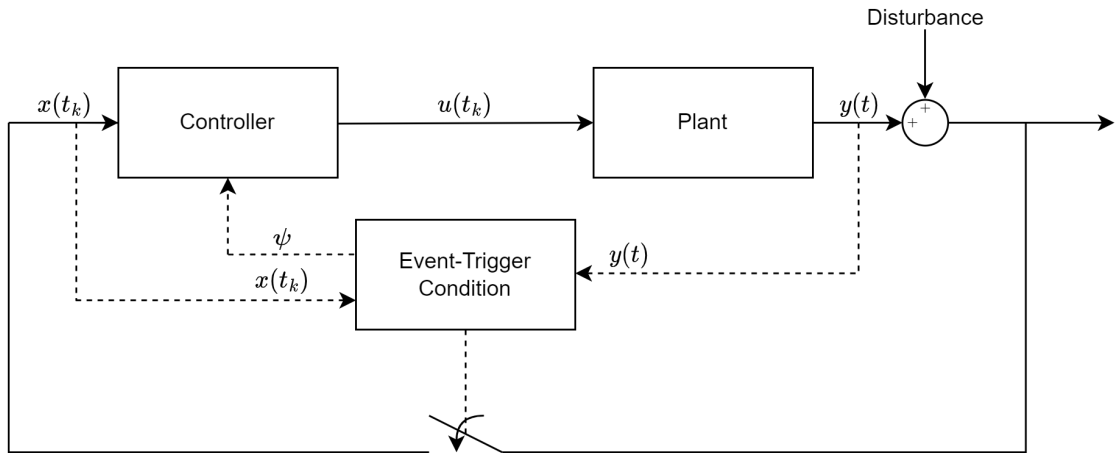 Disturbance
x(t_k)
Controller
u(t_k)
Plant
y(t)
+
+
ψ
x(t_k)
Event-Trigger
Condition
y(t)